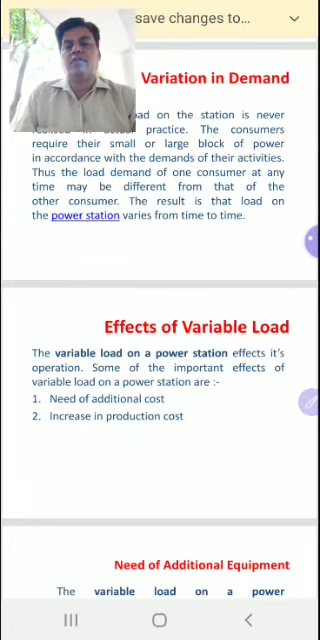 save changes to...
Variation in Demand
load on the station is never
practice. The consumers
require their small or large block of power
in accordance with the demands of their activities.
Thus the load demand of one consumer at any
time may be different from that of the
other consumer. The result is that load on
the power station varies from time to time.
Effects of Variable Load
The variable load on a power station effects it's
operation. Some of the important effects of
variable load on a power station are :-
1. Need of additional cost
2. Increase in production cost
Need of Additional Equipment
The variable load on a power